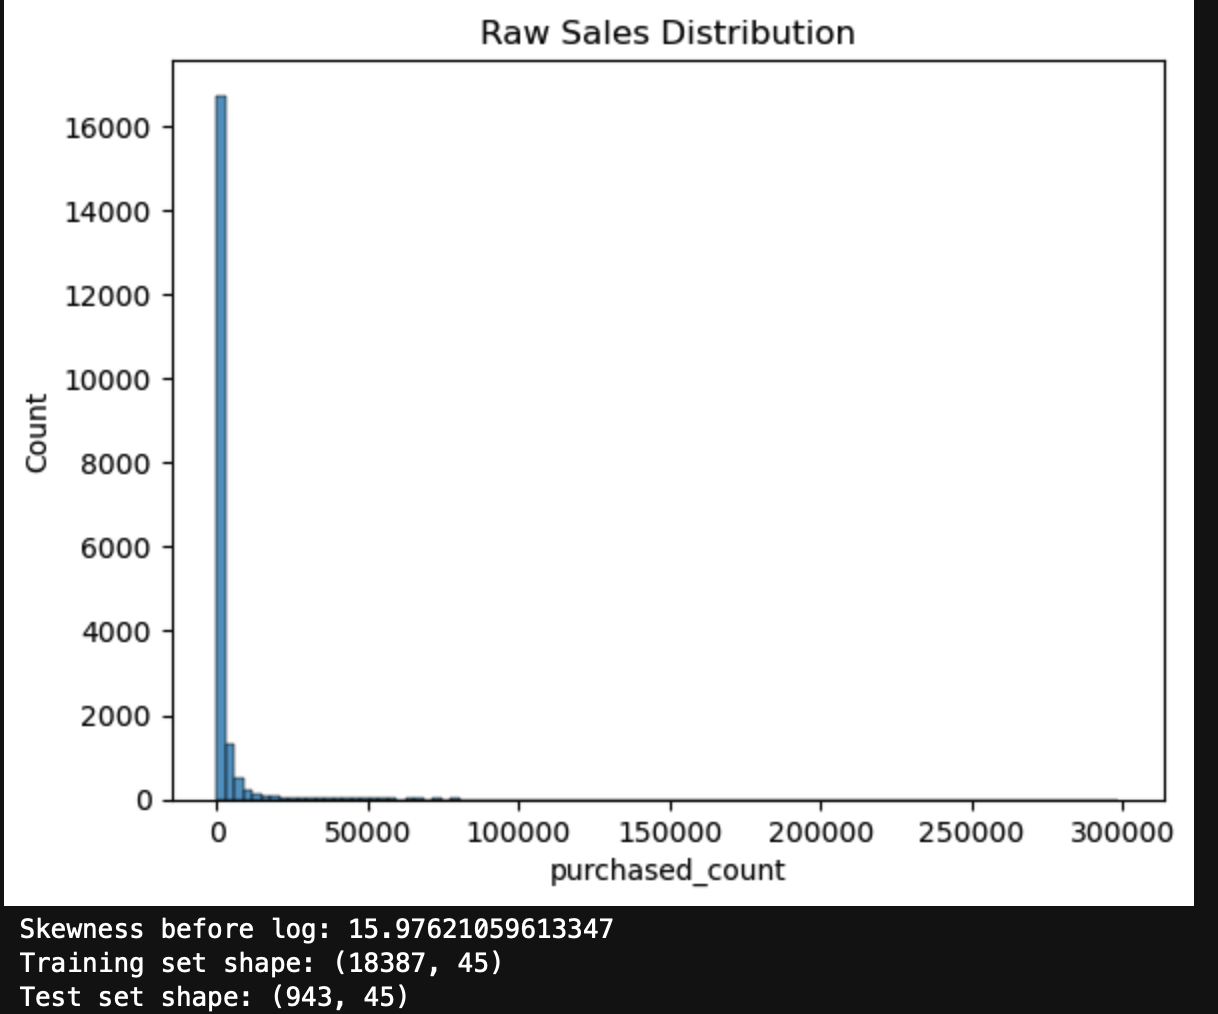 Raw Sales Distribution
16000
14000
12000
10000
8000
6000
4000
2000
0
Count
0 50000 100000 150000 200000 250000 300000
purchased_count
Skewness before log: 15.97621059613347
Training set shape: (18387, 45)
Test set shape: (943, 45)